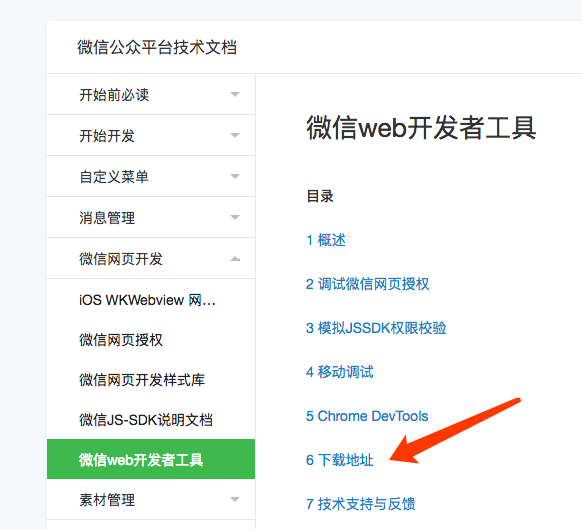 微信公众平台技术文档
开始前必读
开始开发
自定义菜单
消息管理
微信网页开发
iOS WKWebview 网...
微信网页授权
微信网页开发样式库
微信JS-SDK说明文档
微信web开发者工具
素材管理
微信web开发者工具
目录
1 概述
2 调试微信网页授权
3 模拟JSSDK权限校验
4 移动调试
5 Chrome DevTools
6 下载地址
7 技术支持与反馈